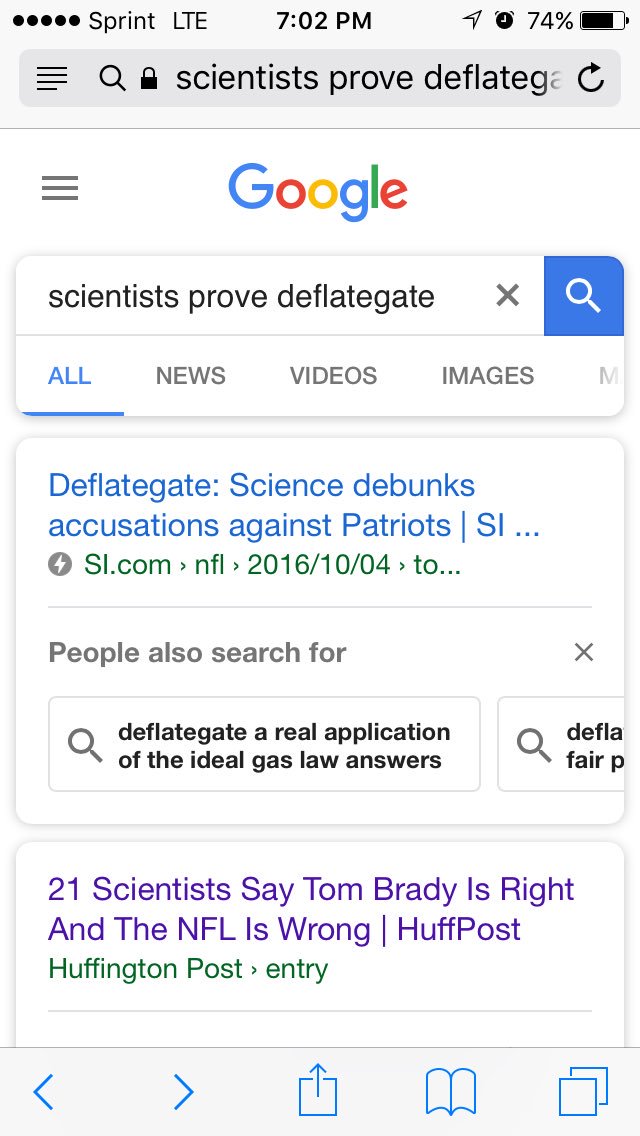 Sprint LTE 7:02 PM 74%
scientists prove deflatega
Google
scientists prove deflategate
ALL NEWS VIDEOS IMAGES M
Deflategate: Science debunks
accusations against Patriots | SI ...
SI.com › nfl › 2016/10/04 › to...
People also search for
deflategate a real application
of the ideal gas law answers
defla
fair p
21 Scientists Say Tom Brady Is Right
And The NFL Is Wrong | HuffPost
Huffington Post › entry